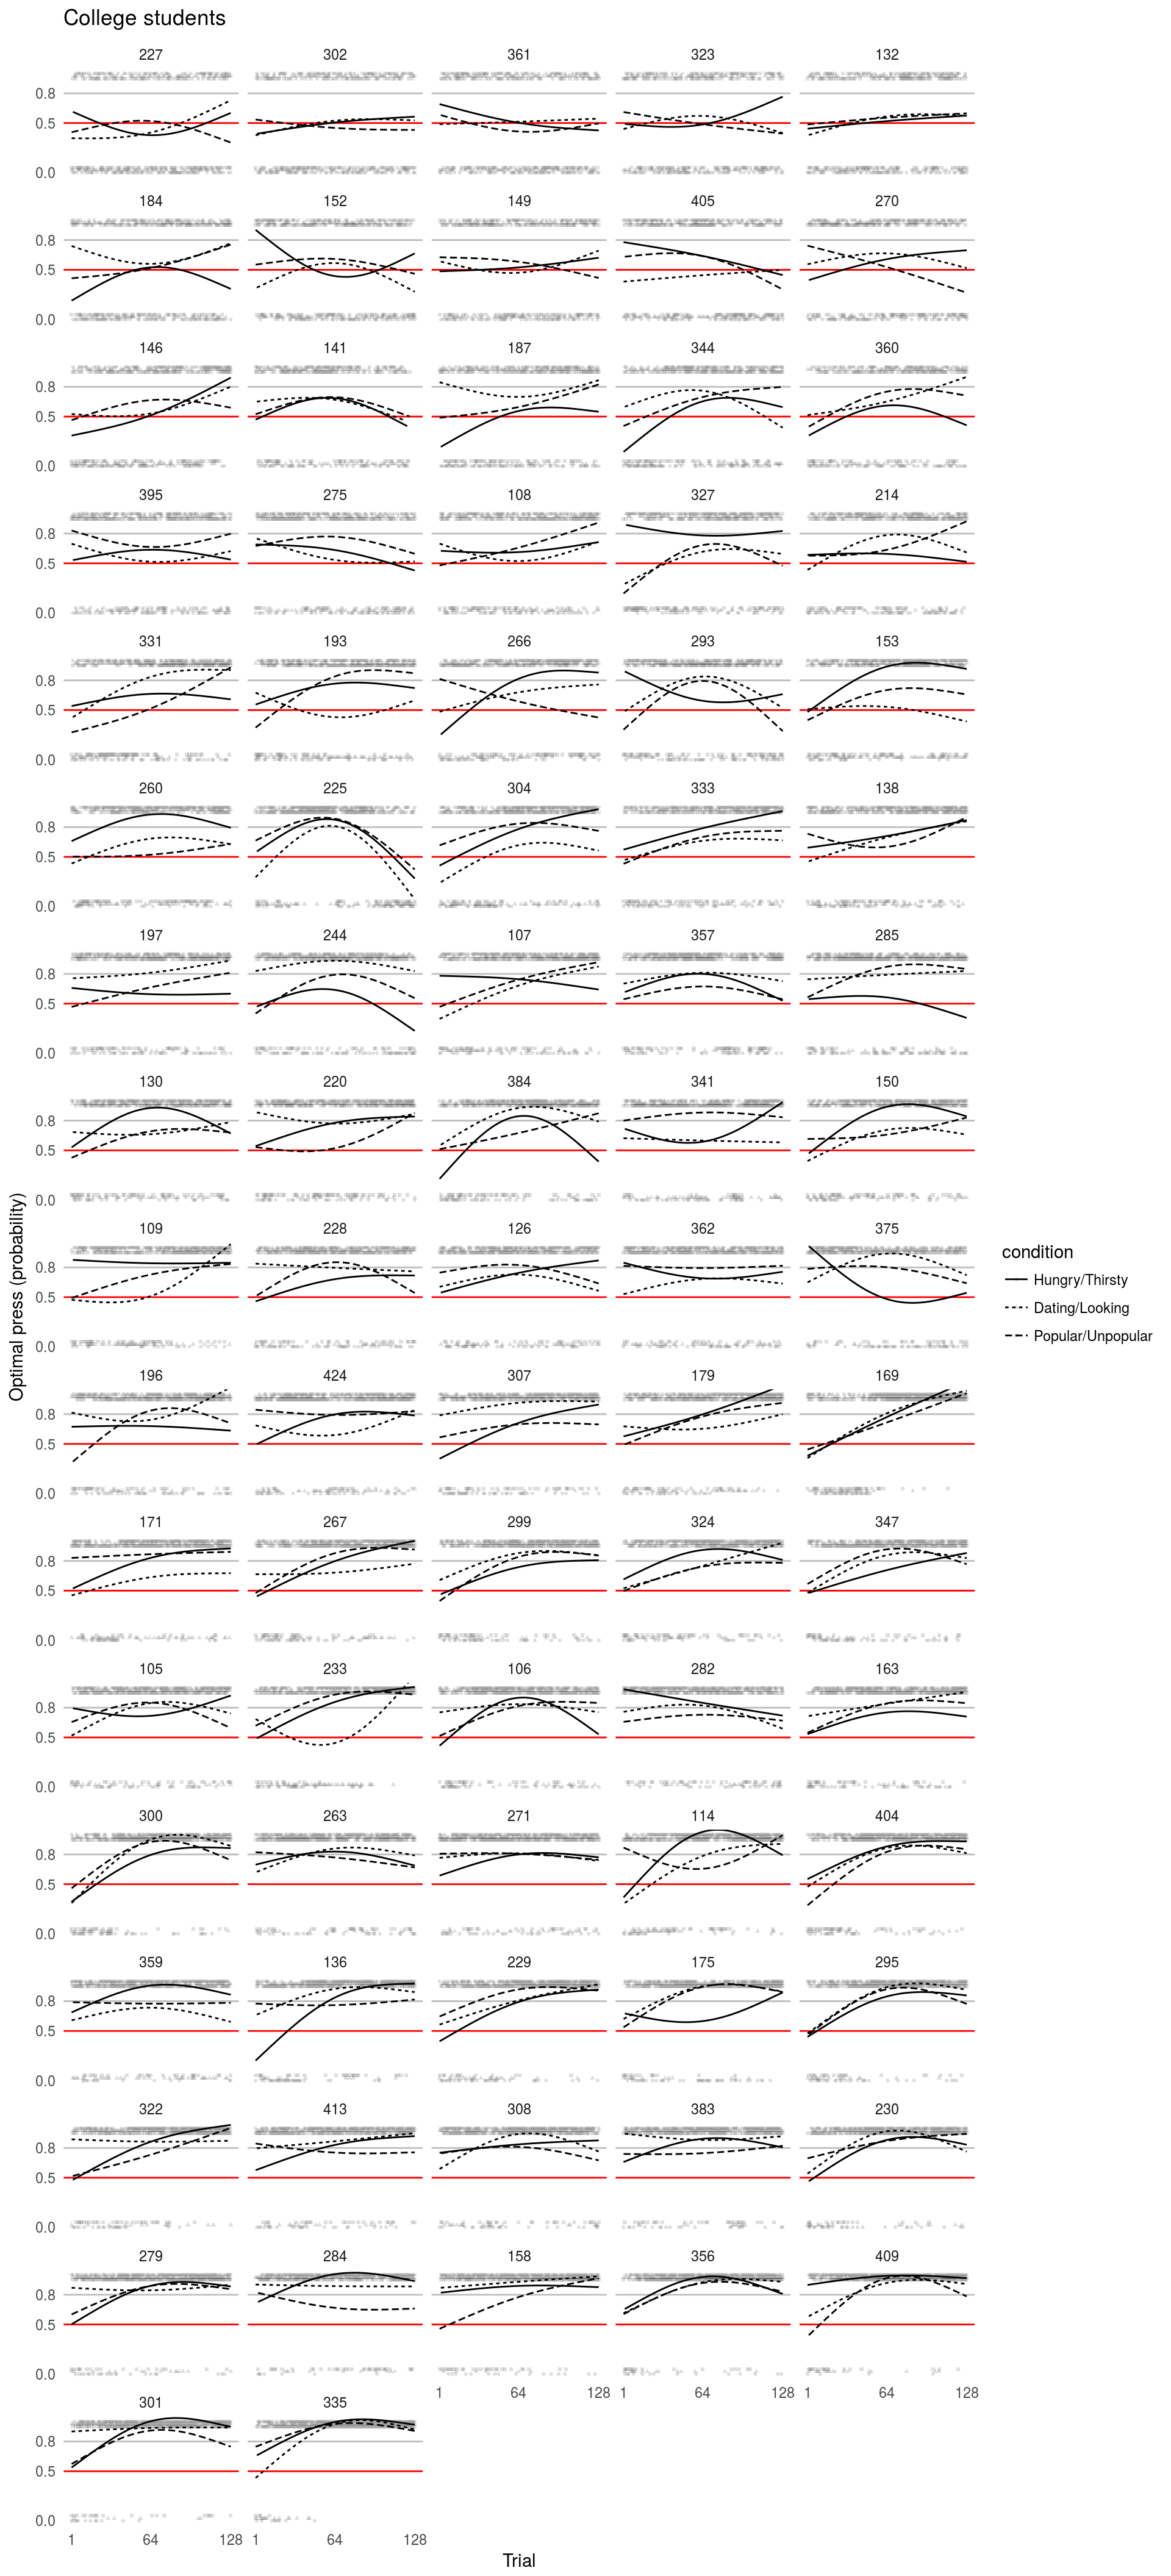 College students
227 302 361 323 132
0.8
0.5
0.0
184 152 149 405 270
0.8
0.5
0.0
146 141 187 344 360
0.8
0.5
0.0
395 275 108 327 214
0.8
0.5
0.0
331 193 266 293 153
0.8
0.5
0.0
260 225 304 333 138
0.8
0.5
0.0
197 244 107 357 285
0.8
0.5
0.0
130 220 384 341 150
0.8
0.5
0.0
Optimal press (probability)
109 228 126 362 375
0.8
0.5
0.0
condition
Hungry/Thirsty
Dating/Looking
Popular/Unpopular
196 424 307 179 169
0.8
0.5
0.0
171 267 299 324 347
0.8
0.5
0.0
105 233 106 282 163
0.8
0.5
0.0
300 263 271 114 404
0.8
0.5
0.0
359 136 229 175 295
0.8
0.5
0.0
322 413 308 383 230
0.8
0.5
0.0
279 284 158 356 409
0.8
0.5
0.0
1 64 128 1 64 128 1 64 128
301 335
0.8
0.5
0.0
1 64 128 1 64 128
Trial